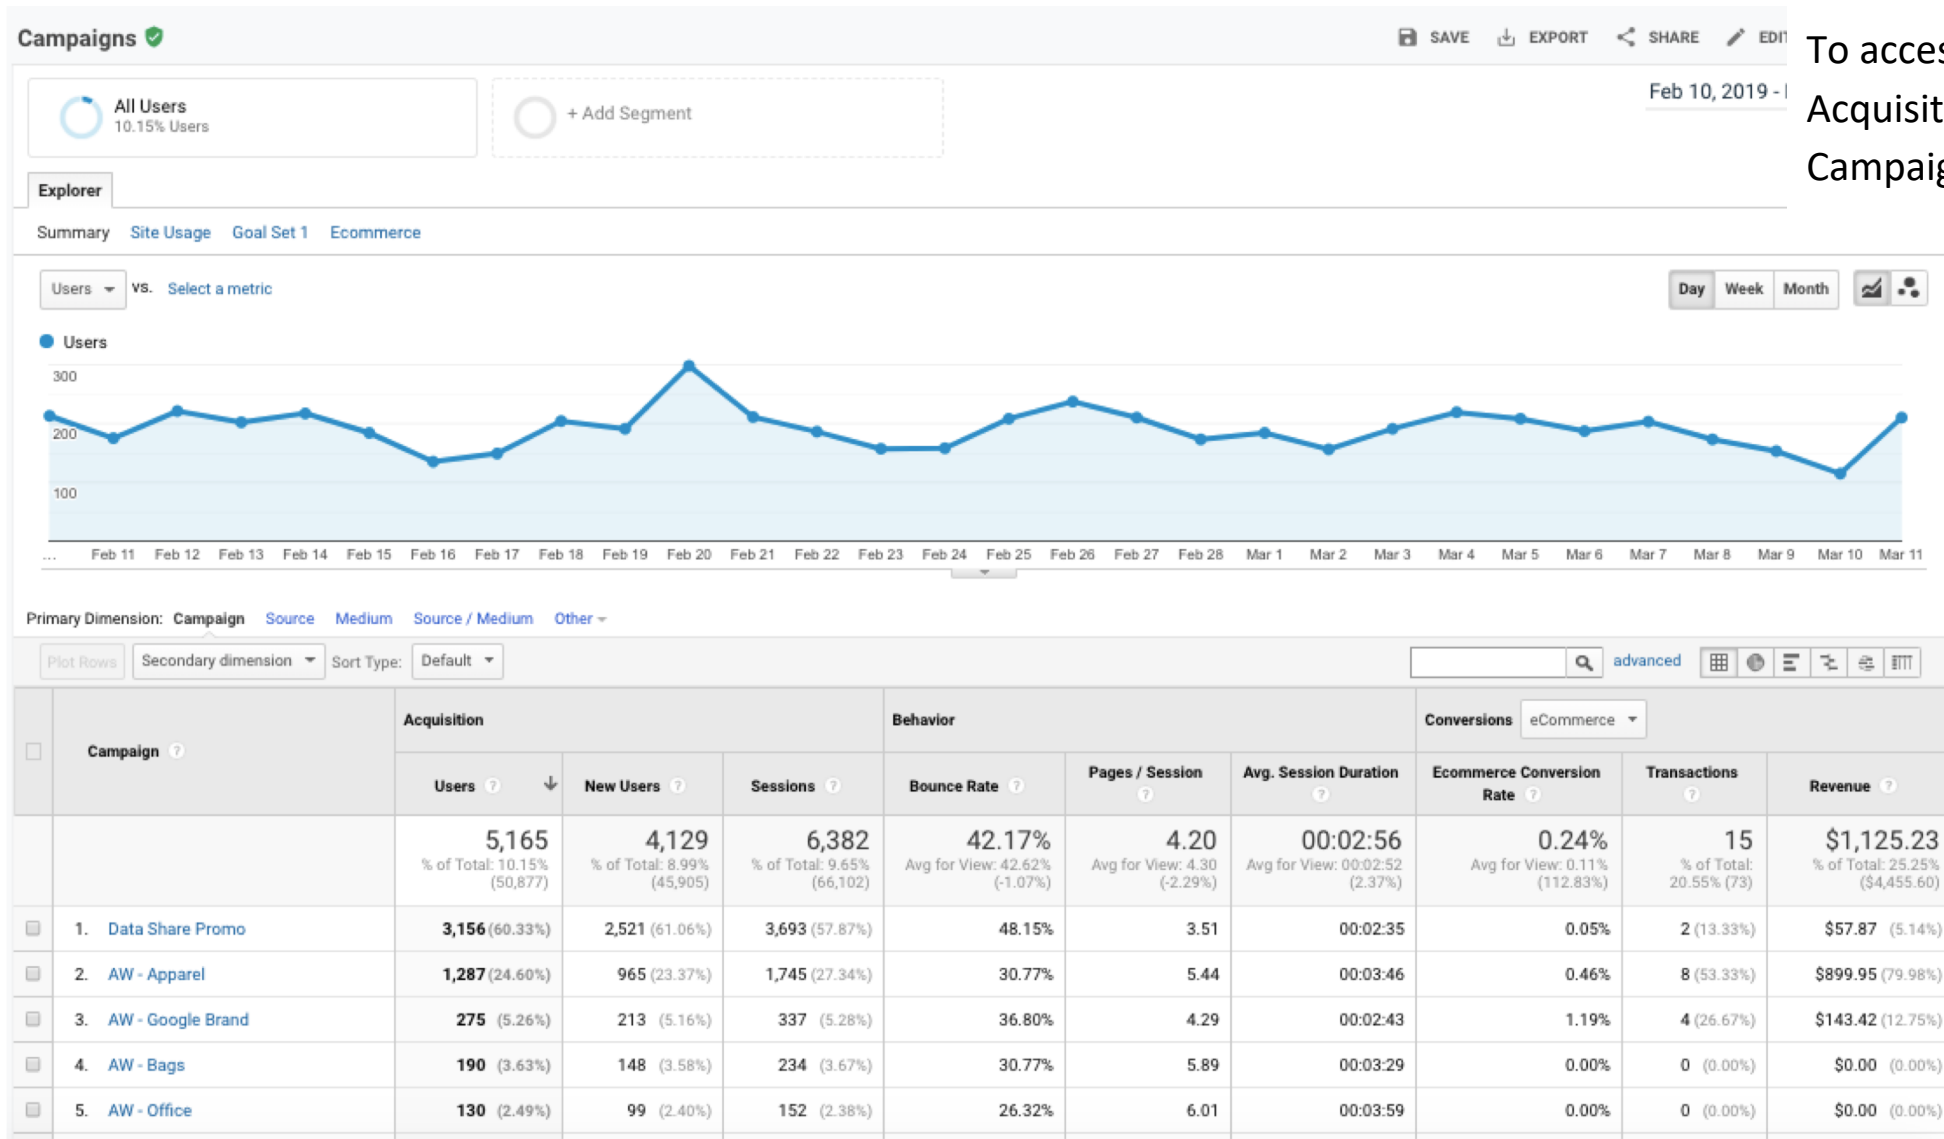 Campaigns
SAVE EXPORT SHARE
To
All Users
10.15% Users
+ Add Segment
Feb 10, 2019 -
Explorer
Summary Site Usage Goal Set 1 Ecommerce
Users VS. Select a metric
Day Week Month
Users
300
200
100
... Feb 11 Feb 12 Feb 13 Feb 14 Feb 15 Feb 16 Feb 17 Feb 18 Feb 19 Feb 20 Feb 21 Feb 22 Feb 23 Feb 24 Feb 25 Feb 26 Feb 27 Feb 28 Mar 1 Mar 2 Mar 3 Mar 4 Mar 5 Mar 6 Mar 7 Mar 8 Mar 9 Mar 10 Mar 11
Primary Dimension: Campaign Source Medium Source / Medium Other
Plot Rows Secondary dimension Sort Type: Default advanced
Acquisition Behavior Conversions eCommerce
Campaign
Users New Users Sessions Bounce Rate Pages / Session Avg. Session Duration Ecommerce Conversion Rate Transactions Revenue
5,165 4,129 6,382 42.17% 4.20 00:02:56 0.24% 15 $1,125.23
% of Total: 10.15% % of Total: 8.99% % of Total: 9.65% Avg for View: 42.62% Avg for View: 4.30 Avg for View: 00:02:52 Avg for View: 0.11% % of Total: % of Total: 25.25%
(50,877) (45,905) (66,102) (-1.07%) (-2.29%) (2.37%) (112.83%) 20.55% (73) ($4,455.60)
1. Data Share Promo 3,156 (60.33%) 2,521 (61.06%) 3,693 (57.87%) 48.15% 3.51 00:02:35 0.05% 2 (13.33%) $57.87 (5.14%)
2. AW - Apparel 1,287 (24.60%) 965 (23.37%) 1,745 (27.34%) 30.77% 5.44 00:03:46 0.46% 8 (53.33%) $899.95 (79.98%)
3. AW - Google Brand 275 (5.26%) 213 (5.16%) 337 (5.28%) 36.80% 4.29 00:02:43 1.19% 4 (26.67%) $143.42 (12.75%)
4. AW - Bags 190 (3.63%) 148 (3.58%) 234 (3.67%) 30.77% 5.89 00:03:29 0.00% 0 (0.00%) $0.00 (0.00%)
5. AW - Office 130 (2.49%) 99 (2.40%) 152 (2.38%) 26.32% 6.01 00:03:59 0.00% 0 (0.00%) $0.00 (0.00%)